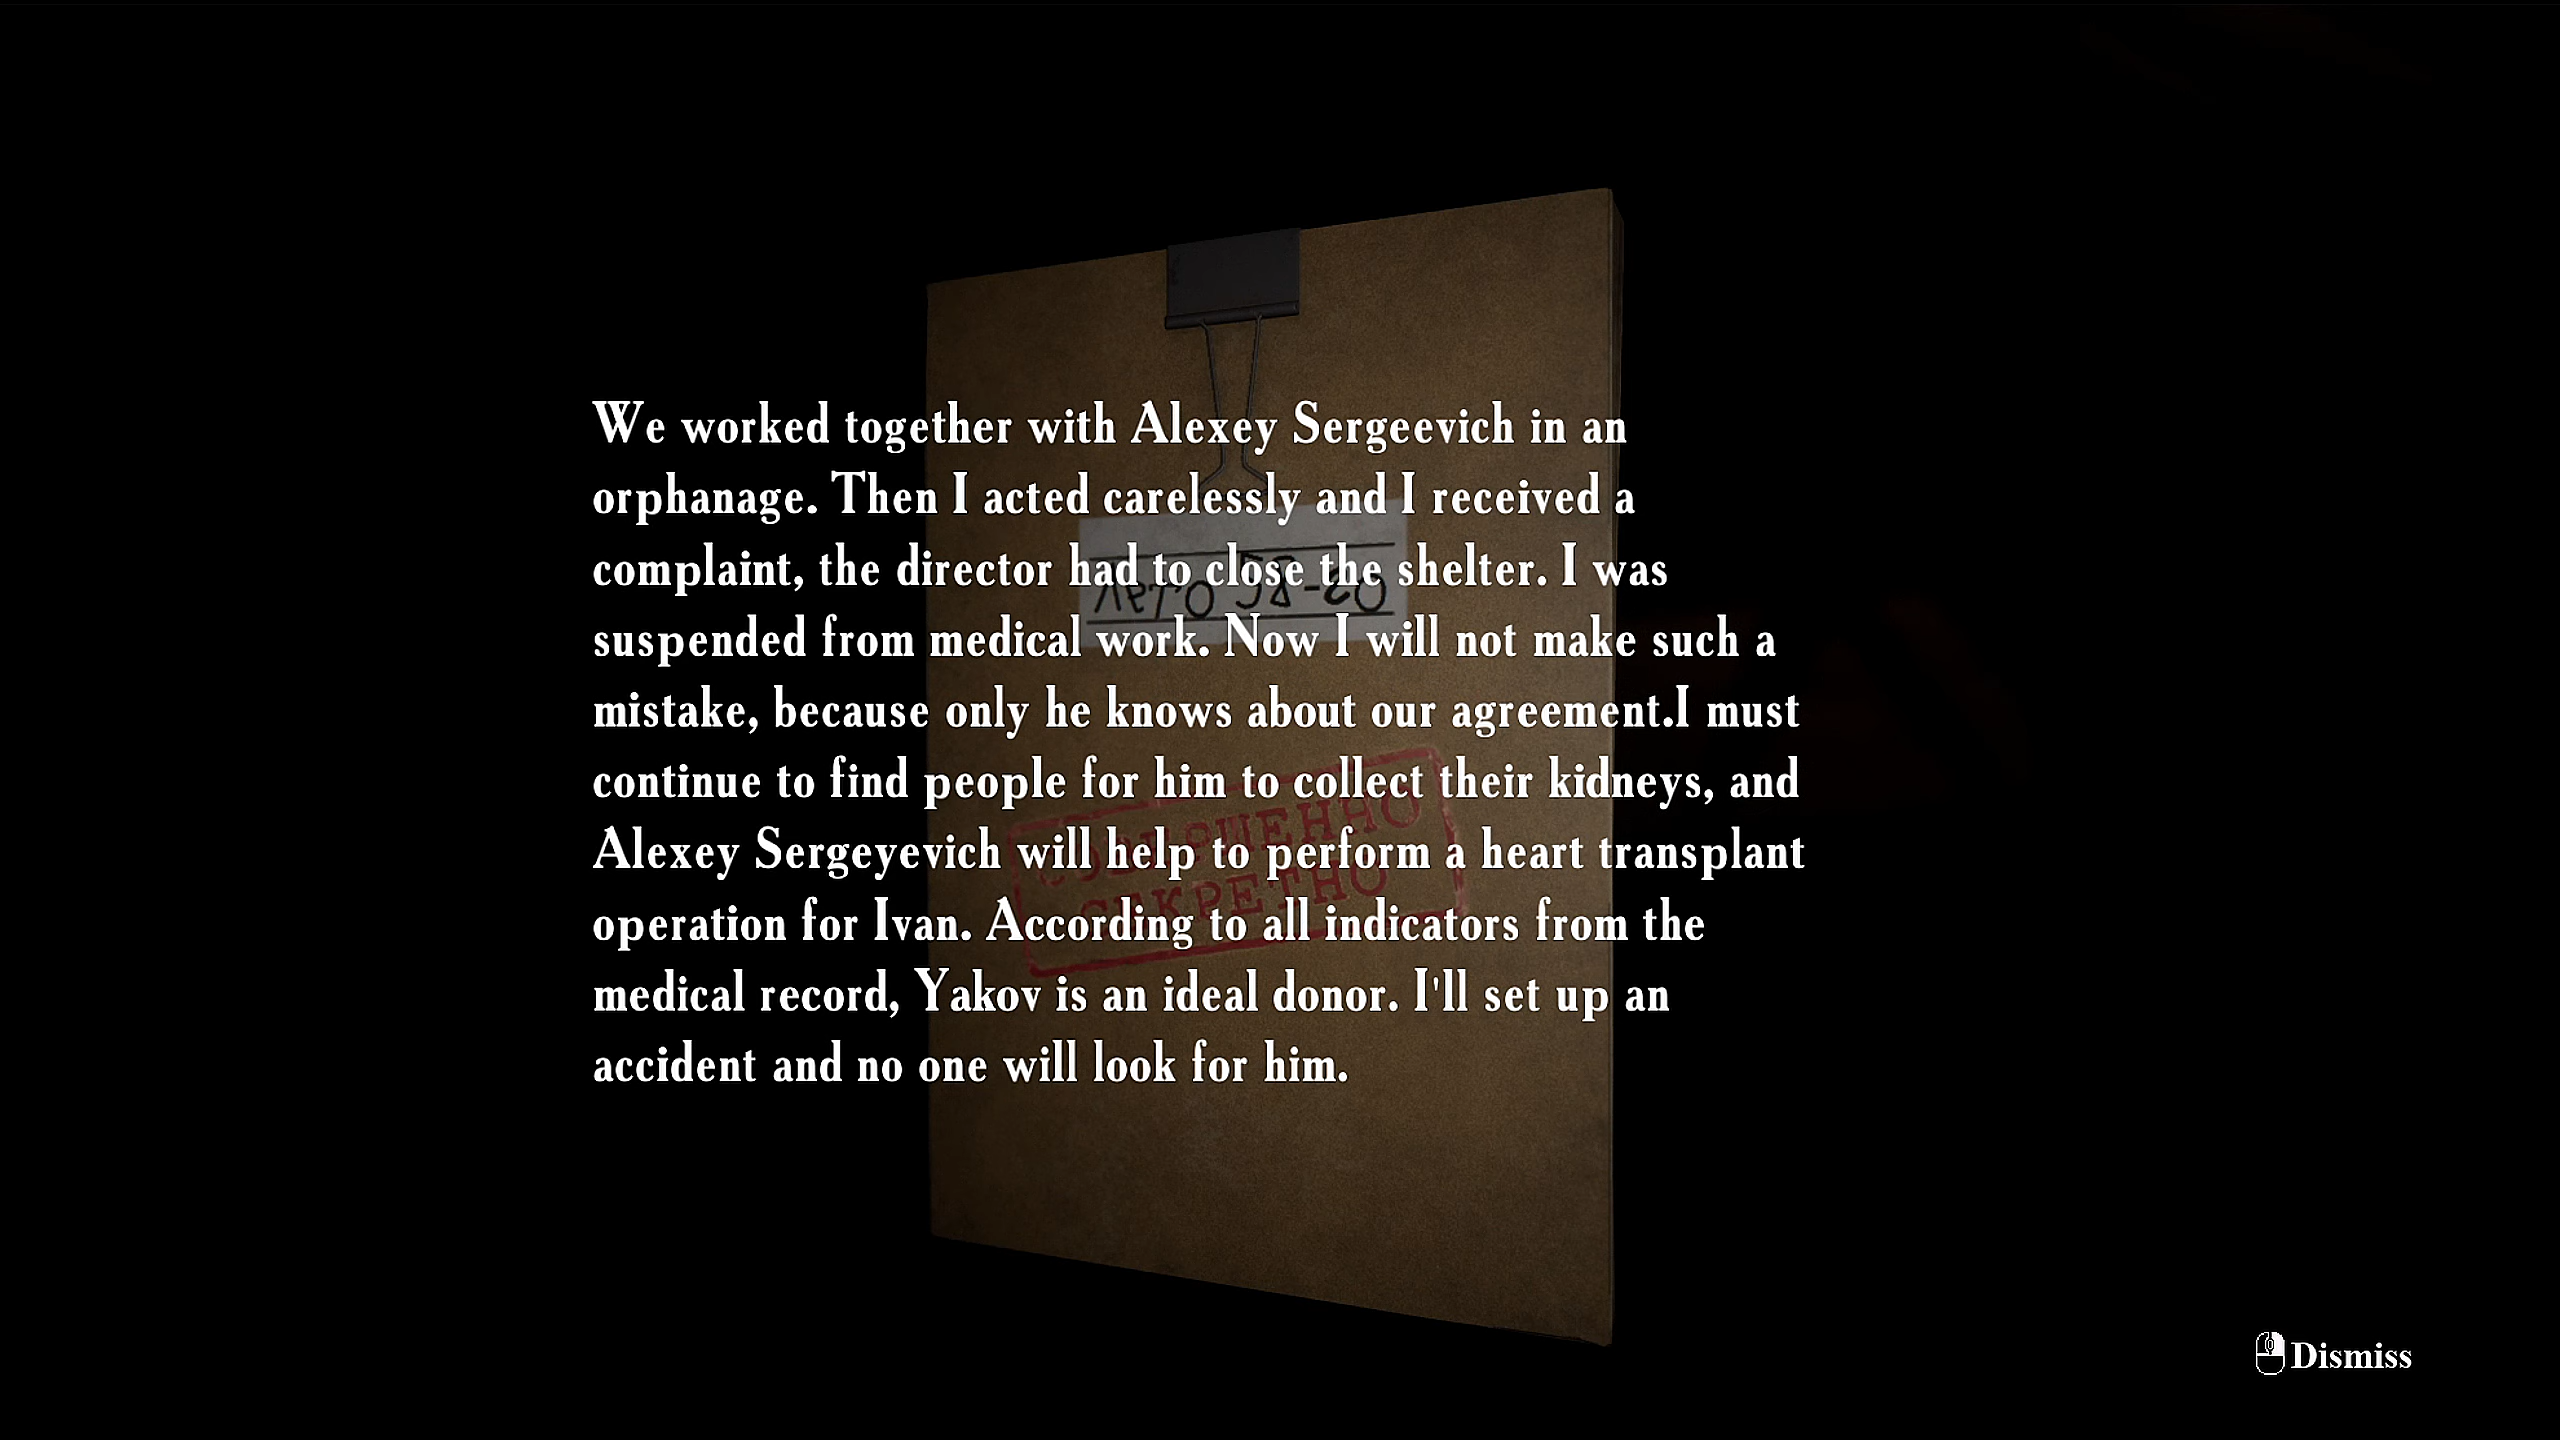 We worked together with Alexey Sergeevich in an
orphanage. Then I acted carelessly and I received a
complaint, the director had to close the shelter. I was
suspended from medical work. Now I will not make such a
mistake, because only he knows about our agreement.I must
continue to find people for him to collect their kidneys, and
Alexey Sergeyevich will help to perform a heart transplant
operation for Ivan. According to all indicators from the
medical record, Yakov is an ideal donor. I'll set up an
accident and no one will look for him.
СЕКРЕТНО
Dismiss